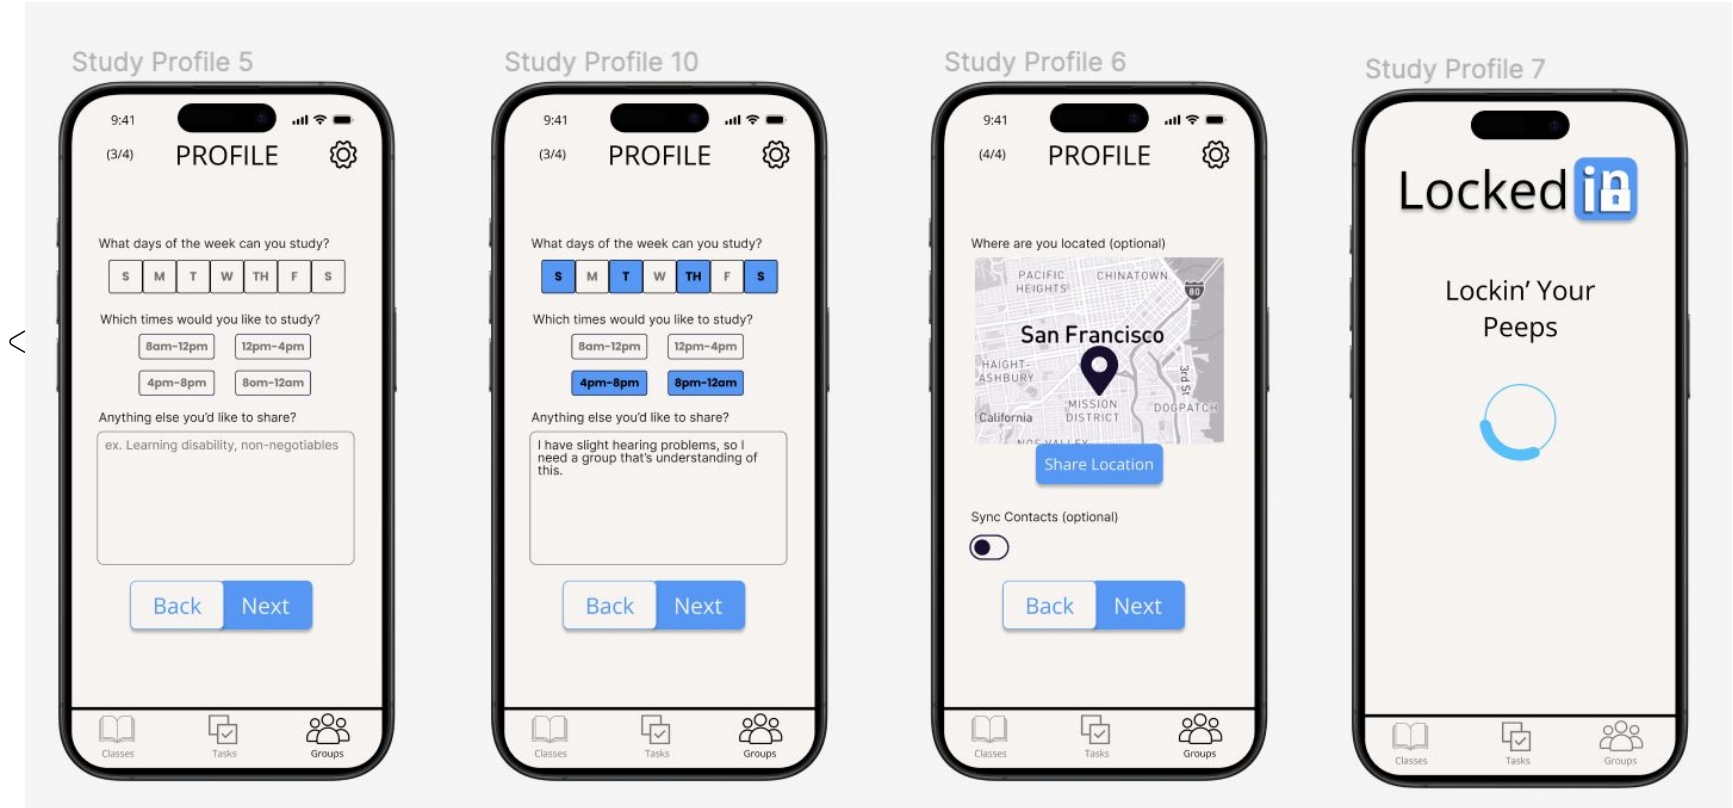 Study Profile 5
9:41
(3/4) PROFILE
What days of the week can you study?
S M T W TH F S
Which times would you like to study?
8am-12pm 12pm-4pm
4pm-8pm 8om-12am
Anything else you'd like to share?
ex. Learning disability, non-negotiables
Back Next
Classes Tasks Groups
Study Profile 10
9:41
(3/4) PROFILE
What days of the week can you study?
S M T W TH F S
Which times would you like to study?
8am-12pm 12pm-4pm
4pm-8pm 8pm-12am
Anything else you'd like to share?
I have slight hearing problems, so I
need a group that's understanding of
this.
Back Next
Classes Tasks Groups
Study Profile 6
9:41
(4/4) PROFILE
Where are you located (optional)
PACIFIC HEIGHTS
CHINATOWN
80
San Francisco
HAIGHT-ASHBURY
3rd St
California
MISSION DISTRICT
DOGPATCH
NOE VALLEY
Share Location
Sync Contacts (optional)
Back Next
Classes Tasks Groups
Study Profile 7
Locked in
Lockin' Your
Peeps
Classes Tasks Groups